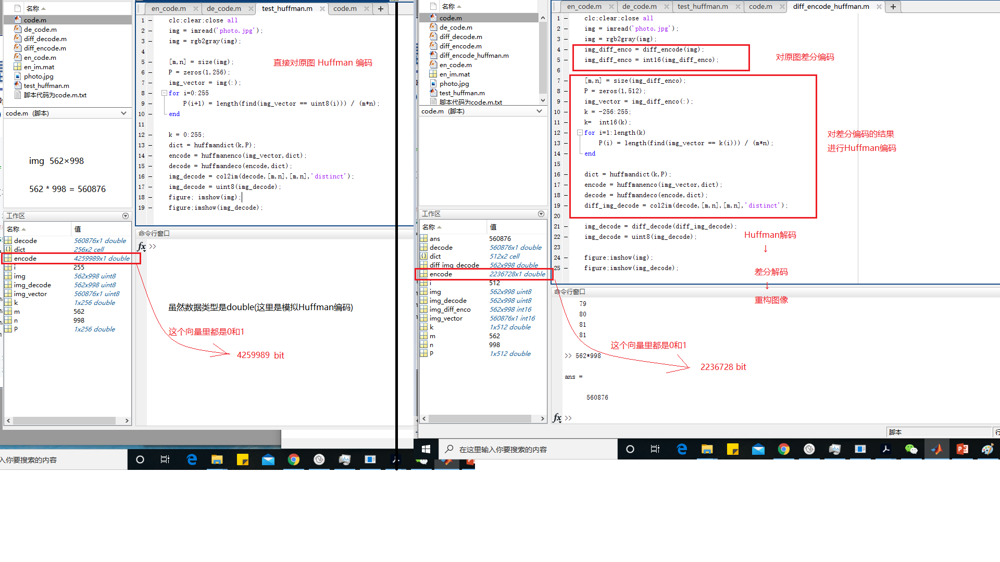 名称
code.m
de_code.m
diff_decode.m
diff_encode.m
en_code.m
en_im.mat
photo.jpg
test_huffman.m
脚本代码为code.m.txt
code.m (脚本)
img 562×998
562 * 998 = 560876
工作区
名称 值
decode 560876x1 double
dict 256x2 cell
encode 4259989x1 double
i 255
img 562x998 uint8
img_decode 562x998 uint8
img_vector 560876x1 uint8
k 1x256 double
m 562
n 998
P 1x256 double
en_code.m de_code.m test_huffman.m code.m
1 clc;clear;close all
2 img = imread('photo.jpg');
3 img = rgb2gray(img);
4
5 [m,n] = size(img);
6 P = zeros(1,256);
7 img_vector = img(:);
8 for i=0:255
9 P(i+1) = length(find(img_vector == uint8(i))) / (m*n);
10 end
11
12 k = 0:255;
13 dict = huffmandict(k,P);
14 encode = huffmanenco(img_vector,dict);
15 decode = huffmandeco(encode,dict);
16 img_decode = col2im(decode,[m,n],[m,n],'distinct');
17 img_decode = uint8(img_decode);
18 figure; imshow(img);
19 figure;imshow(img_decode);
直接对原图 Huffman 编码
命令行窗口
fx >>
虽然数据类型是double(这里是模拟Huffman编码)
这个向量里都是0和1
4259989 bit
入你要搜索的内容
名称
code.m
de_code.m
diff_decode.m
diff_encode.m
diff_encode_huffman.m
en_code.m
en_im.mat
photo.jpg
test_huffman.m
脚本代码为code.m.txt
code.m (脚本)
工作区
名称 值
ans 560876
decode 560876x1 double
dict 512x2 cell
diff_img_decode 562x998 double
encode 2236728x1 double
i 512
img 562x998 uint8
img_decode 562x998 uint8
img_diff_enco 562x998 int16
img_vector 560876x1 int16
k 1x512 double
m 562
n 998
P 1x512 double
en_code.m de_code.m test_huffman.m code.m diff_encode_huffman.m
1 clc;clear;close all
2 img = imread('photo.jpg');
3 img = rgb2gray(img);
4 img_diff_enco = diff_encode(img);
5 img_diff_enco = int16(img_diff_enco);
6
7 [m,n] = size(img_diff_enco);
8 P = zeros(1,512);
9 img_vector = img_diff_enco(:);
10 k = -256:255;
11 k= int16(k);
12 for i=1:length(k)
13 P(i) = length(find(img_vector == k(i))) / (m*n);
14 end
15
16 dict = huffmandict(k,P);
17 encode = huffmanenco(img_vector,dict);
18 decode = huffmandeco(encode,dict);
19 diff_img_decode = col2im(decode,[m,n],[m,n],'distinct');
20
21 img_decode = diff_decode(diff_img_decode);
22 img_decode = uint8(img_decode);
23
24 figure;imshow(img);
25 figure;imshow(img_decode);
对原图差分编码
对差分编码的结果
进行Huffman编码
Huffman解码
↓
差分解码
↓
重构图像
命令行窗口
79
80
81
81
>> 562*998
ans =
560876
fx >>
这个向量里都是0和1
2236728 bit
脚本
行
在这里输入你要搜索的内容